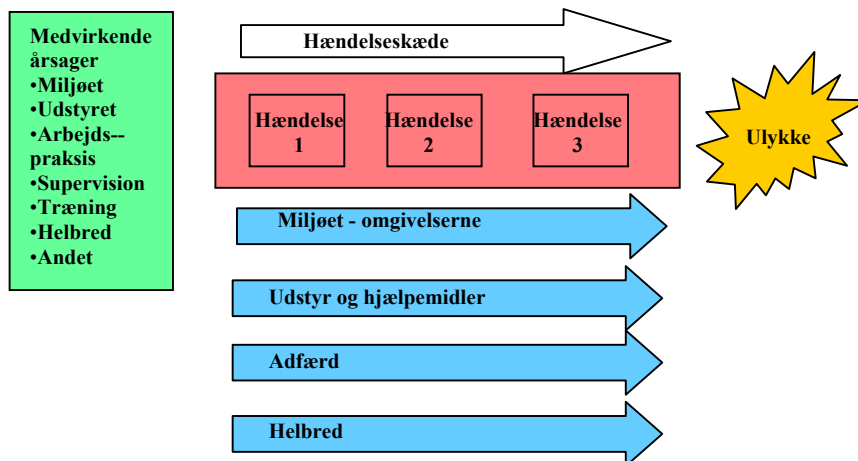 Medvirkende
årsager
•Miljøet
•Udstyret
•Arbejds--
praksis
•Supervision
•Træning
•Helbred
•Andet
Hændelseskæde
Hændelse
1
Hændelse
2
Hændelse
3
Ulykke
Miljøet - omgivelserne
Udstyr og hjælpemidler
Adfærd
Helbred